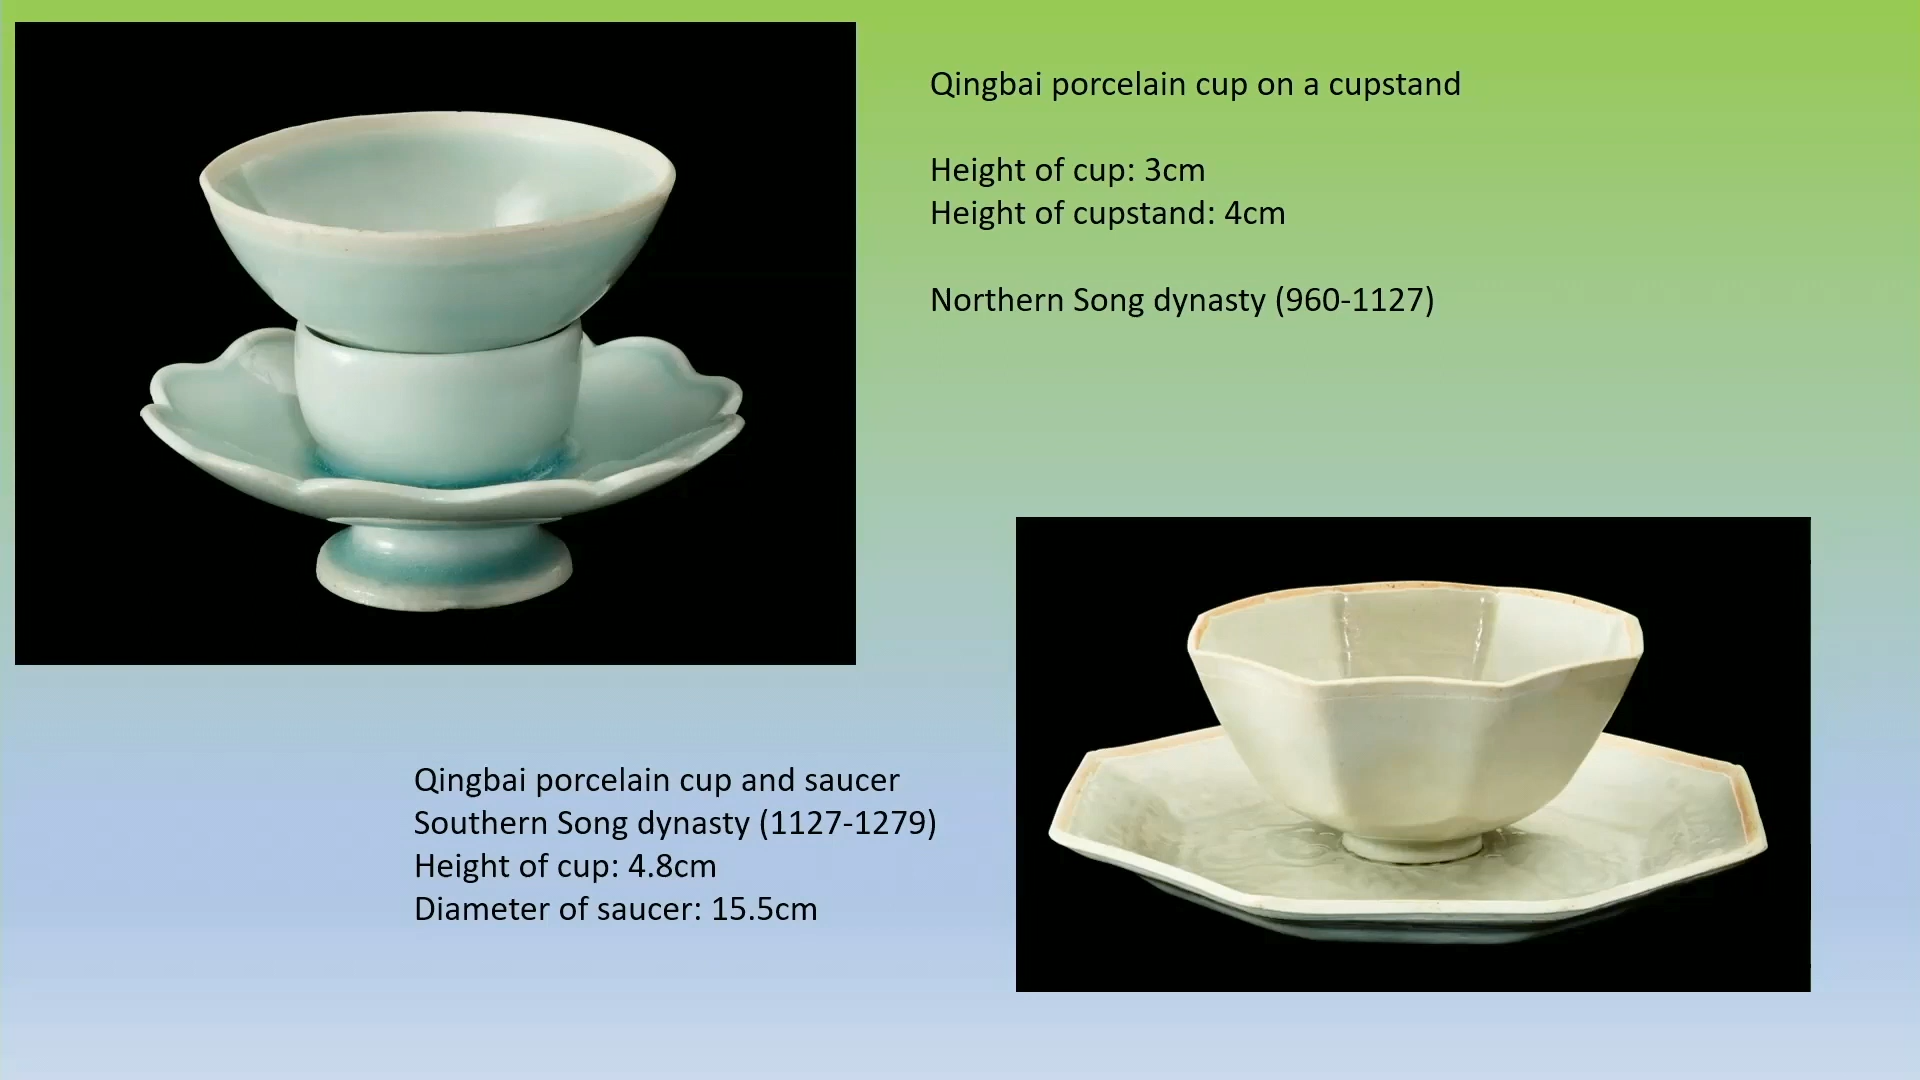 Qingbai porcelain cup on a cupstand
Height of cup: 3cm
Height of cupstand: 4cm
Northern Song dynasty (960-1127)
Qingbai porcelain cup and saucer
Southern Song dynasty (1127-1279)
Height of cup: 4.8cm
Diameter of saucer: 15.5cm